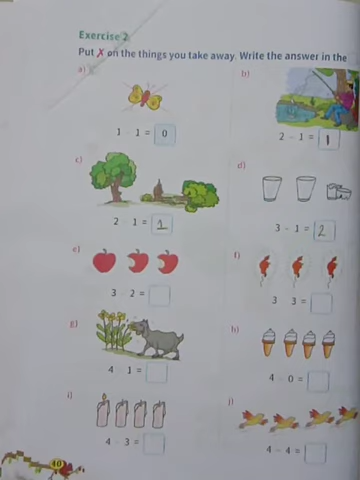 Exercise 2
Put ✗ on the things you take away. Write the answer in the
a)
b)
1 - 1 = 0
2 - 1 = 1
c)
d)
2 - 1 = 1
3 - 1 = 2
e)
f)
3 - 2 =
3 3 =
g)
h)
4 - 1 =
4 - 0 =
i)
j)
4 - 3 =
4 - 4 =
40